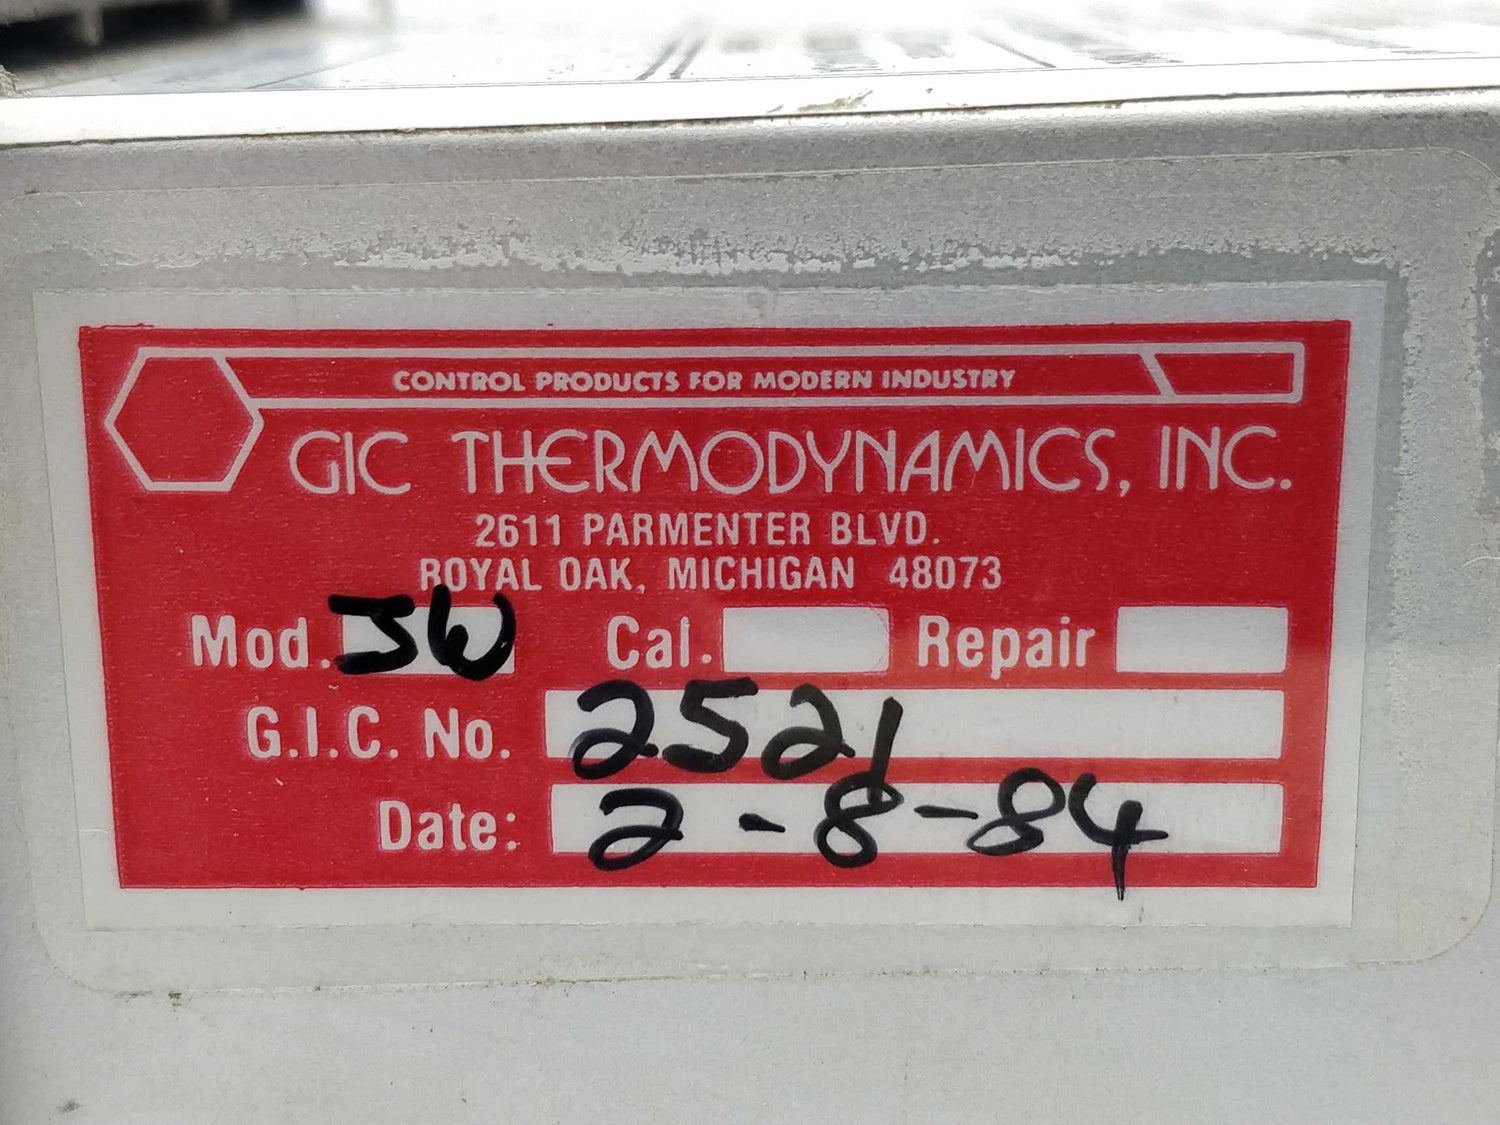 CONTROL PRODUCTS FOR MODERN INDUSTRY
GIC THERMODYNAMICS, INC.
2611 PARMENTER BLVD.
ROYAL OAK, MICHIGAN 48073
Mod. JW Cal. Repair
G.I.C. No. 2521
Date: 2-8-84